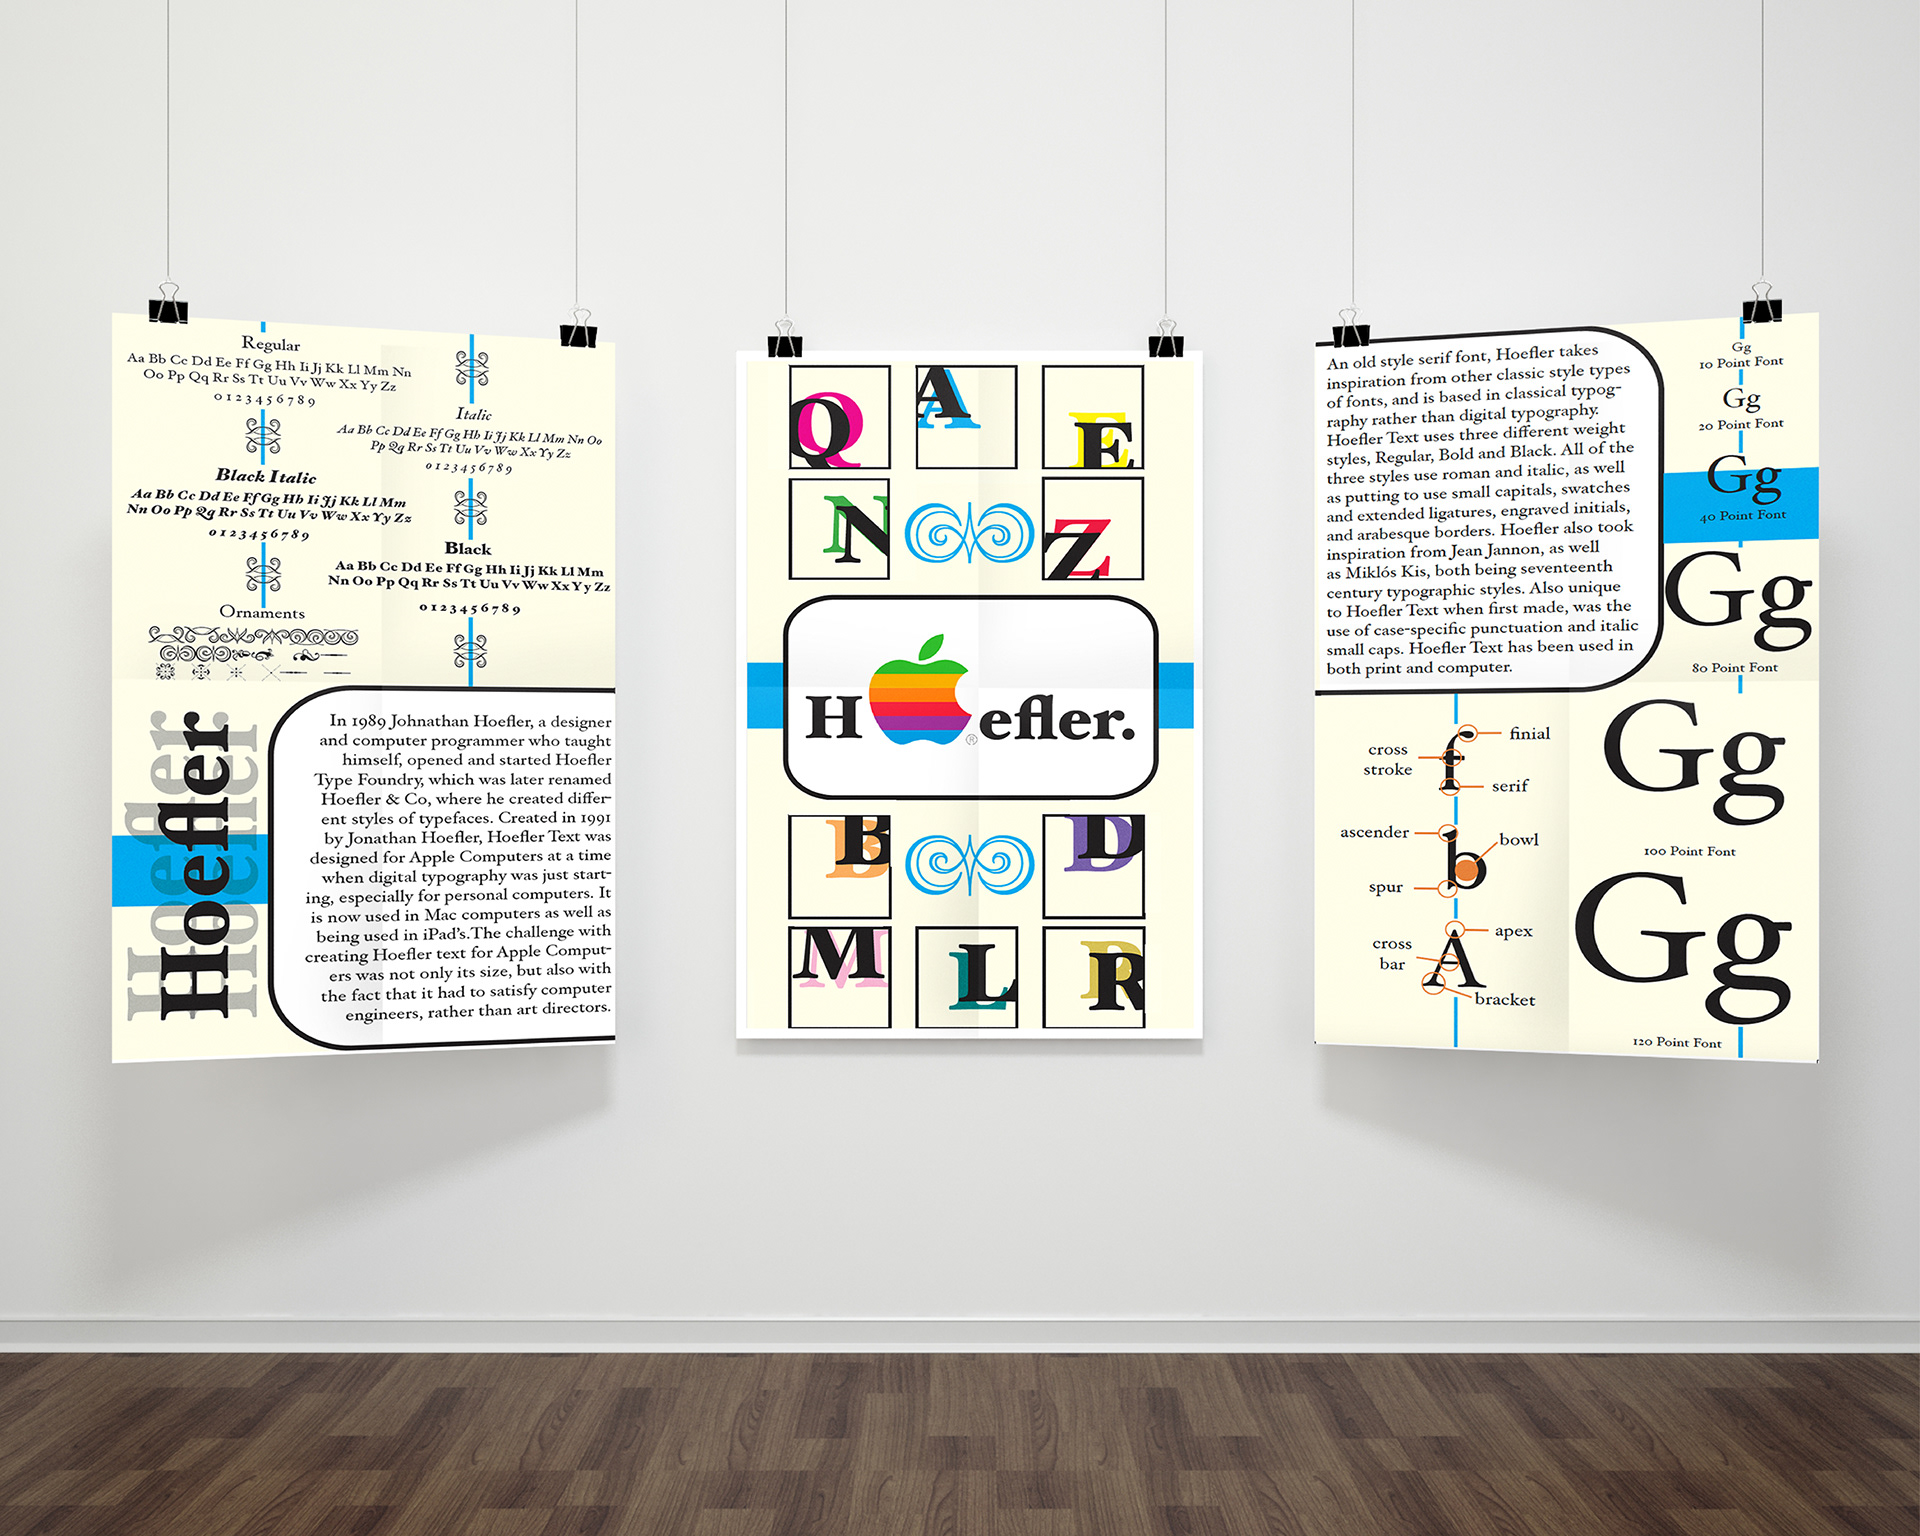 Regular
Aa Bb Cc Dd Ee Ff Gg Hh Ii Jj Kk Ll Mm Nn
Oo Pp Qq Rr Ss Tt Uu Vv Ww Xx Yy Zz
0 1 2 3 4 5 6 7 8 9
Italic
Aa Bb Cc Dd Ee Ff Gg Hh Ii Jj Kk Ll Mm Nn Oo
Pp Qq Rr Ss Tt Uu Vv Ww Xx Yy Zz
0 1 2 3 4 5 6 7 8 9
Black Italic
Aa Bb Cc Dd Ee Ff Gg Hh Ii Jj Kk Ll Mm
Nn Oo Pp Qq Rr Ss Tt Uu Vv Ww Xx Yy Zz
0 1 2 3 4 5 6 7 8 9
Black
Aa Bb Cc Dd Ee Ff Gg Hh Ii Jj Kk Ll Mm
Nn Oo Pp Qq Rr Ss Tt Uu Vv Ww Xx Yy Zz
0 1 2 3 4 5 6 7 8 9
Ornaments
Hoefler
Hoefler
Hoefler
In 1989 Johnathan Hoefler, a designer
and computer programmer who taught
himself, opened and started Hoefler
Type Foundry, which was later renamed
Hoefler & Co, where he created differ-
ent styles of typefaces. Created in 1991
by Jonathan Hoefler, Hoefler Text was
designed for Apple Computers at a time
when digital typography was just start-
ing, especially for personal computers. It
is now used in Mac computers as well as
being used in iPad's.The challenge with
creating Hoefler text for Apple Comput-
ers was not only its size, but also with
the fact that it had to satisfy computer
engineers, rather than art directors.
Q A E
N Z
H efler.
®
B D
M L R
An old style serif font, Hoefler takes
inspiration from other classic style types
of fonts, and is based in classical typog-
raphy rather than digital typography.
Hoefler Text uses three different weight
styles, Regular, Bold and Black. All of the
three styles use roman and italic, as well
as putting to use small capitals, swatches
and extended ligatures, engraved initials,
and arabesque borders. Hoefler also took
inspiration from Jean Jannon, as well
as Miklós Kis, both being seventeenth
century typographic styles. Also unique
to Hoefler Text when first made, was the
use of case-specific punctuation and italic
small caps. Hoefler Text has been used in
both print and computer.
Gg
10 Point Font
Gg
20 Point Font
Gg
40 Point Font
Gg
80 Point Font
Gg
100 Point Font
Gg
120 Point Font
f
finial
cross
stroke
serif
b
ascender
bowl
spur
A
apex
cross
bar
bracket